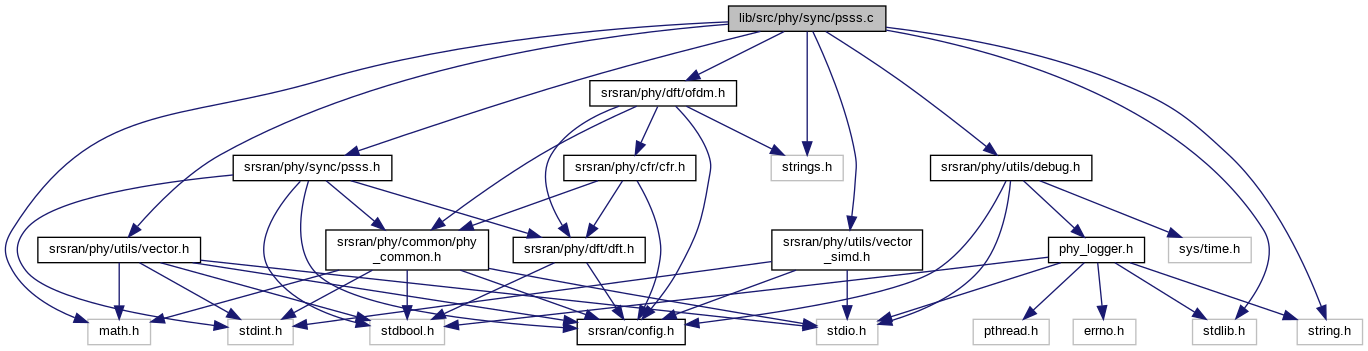 lib/src/phy/sync/psss.c
srsran/phy/dft/ofdm.h
srsran/phy/sync/psss.h
srsran/phy/cfr/cfr.h
strings.h
srsran/phy/utils/debug.h
srsran/phy/utils/vector.h
srsran/phy/common/phy
_common.h
srsran/phy/dft/dft.h
srsran/phy/utils/vector
_simd.h
phy_logger.h
sys/time.h
math.h
stdint.h
stdbool.h
srsran/config.h
stdio.h
pthread.h
errno.h
stdlib.h
string.h